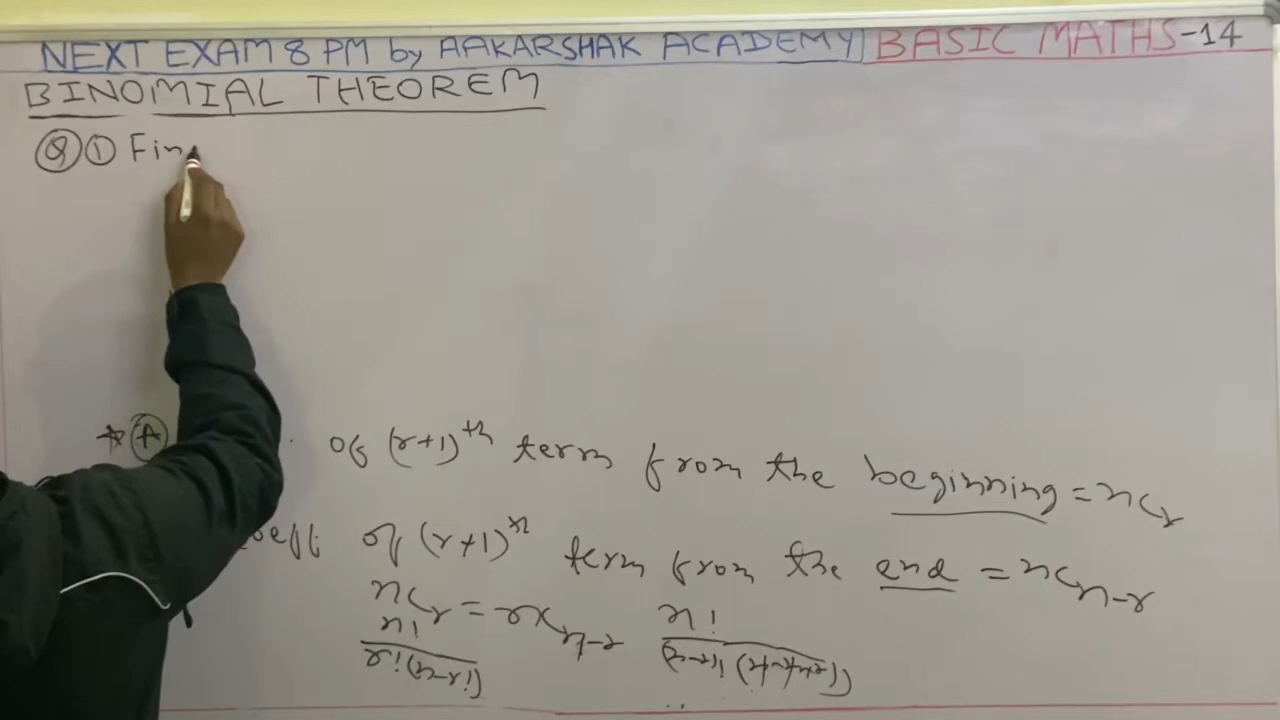 NEXT EXAM 8 PM by AAKARSHAK ACADEMY BASIC MATHS-14
BINOMIAL THEOREM
Q ① Fin
* A of (r+1)th term from the beginning = nCr
oeff. of (r+1)th term from the end = nCn-r
nCr = nCn-r
n! / r!(n-r!) n!